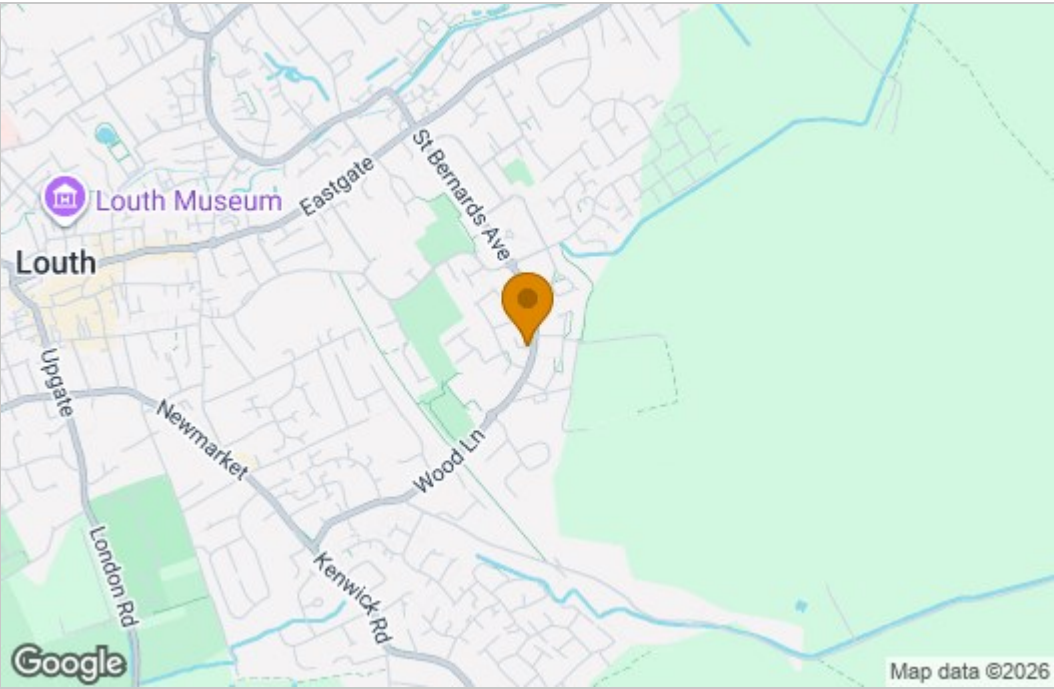 St Bernards Ave
Eastgate
Louth Museum
Louth
Upgate
Newmarket
Wood Ln
London Rd
Kenwick Rd
Google
Map data ©2026